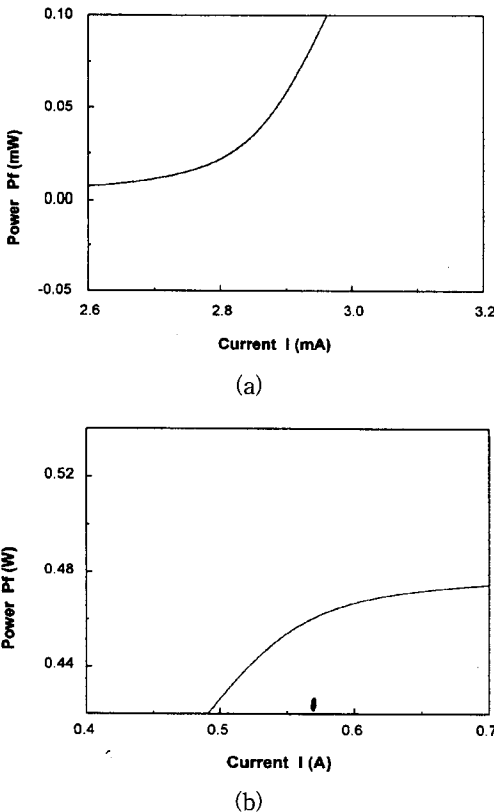 0.10
0.05
0.00
-0.05
Power Pf (mW)
2.6 2.8 3.0 3.2
Current I (mA)
(a)
0.52
0.48
0.44
Power Pf (W)
0.4 0.5 0.6 0.7
Current I (A)
(b)